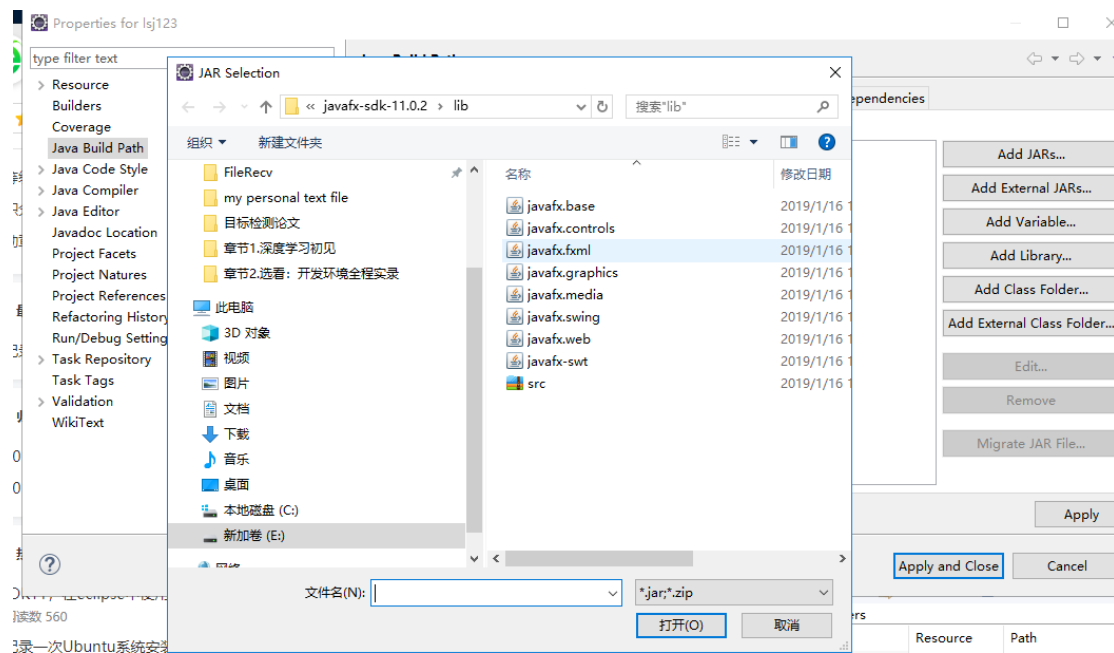 Properties for lsj123
type filter text
Resource
Builders
Coverage
Java Build Path
Java Code Style
Java Compiler
Java Editor
Javadoc Location
Project Facets
Project Natures
Project References
Refactoring History
Run/Debug Setting
Task Repository
Task Tags
Validation
WikiText
JAR Selection
« javafx-sdk-11.0.2 › lib
搜索"lib"
组织
新建文件夹
FileRecv
my personal text file
目标检测论文
章节1.深度学习初见
章节2.选看：开发环境全程实录
此电脑
3D 对象
视频
图片
文档
下载
音乐
桌面
本地磁盘 (C:)
新加卷 (E:)
名称 修改日期
javafx.base 2019/1/16 1
javafx.controls 2019/1/16 1
javafx.fxml 2019/1/16 1
javafx.graphics 2019/1/16 1
javafx.media 2019/1/16 1
javafx.swing 2019/1/16 1
javafx.web 2019/1/16 1
javafx-swt 2019/1/16 1
src 2019/1/16 1
文件名(N):
*.jar;*.zip
打开(O)
取消
ependencies
Add JARs...
Add External JARs...
Add Variable...
Add Library...
Add Class Folder...
Add External Class Folder...
Edit...
Remove
Migrate JAR File...
Apply
Apply and Close
Cancel
读数 560
记录一次Ubuntu系统安装
Resource
Path